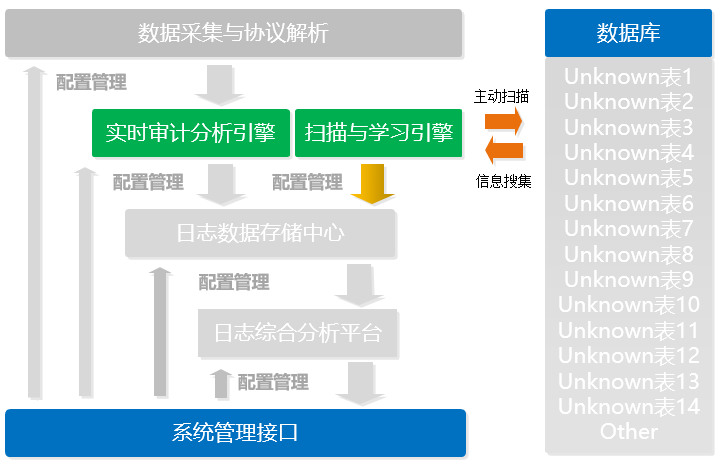 数据采集与协议解析
配置管理
实时审计分析引擎
扫描与学习引擎
配置管理
配置管理
日志数据存储中心
配置管理
日志综合分析平台
配置管理
系统管理接口
主动扫描
信息搜集
数据库
Unknown表1
Unknown表2
Unknown表3
Unknown表4
Unknown表5
Unknown表6
Unknown表7
Unknown表8
Unknown表9
Unknown表10
Unknown表11
Unknown表12
Unknown表13
Unknown表14
Other